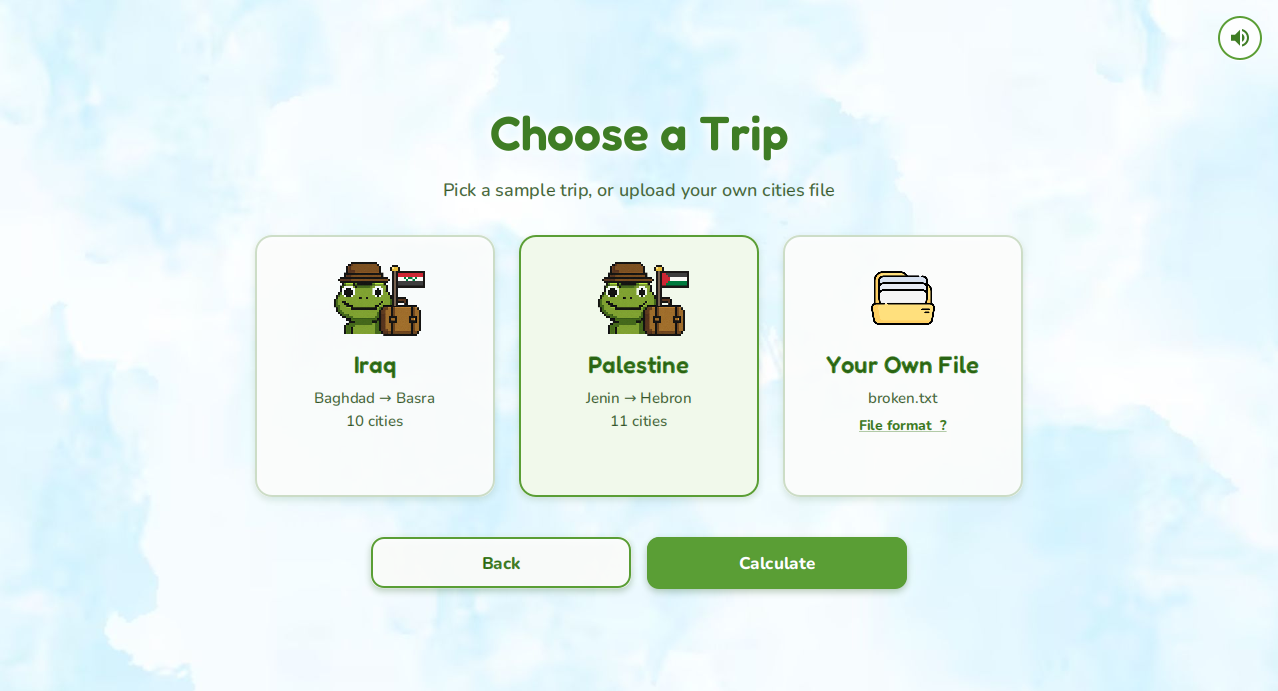 Choose a Trip
Pick a sample trip, or upload your own cities file
Iraq
Baghdad → Basra
10 cities
Palestine
Jenin → Hebron
11 cities
Your Own File
broken.txt
File format ?
Back
Calculate